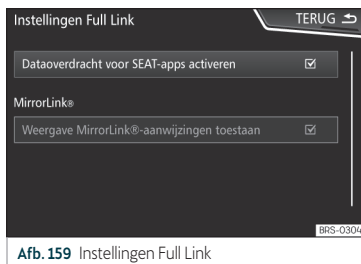 Instellingen Full Link
TERUG
Dataoverdracht voor SEAT-apps activeren
MirrorLink®
Weergave MirrorLink®-aanwijzingen toestaan
BRS-0304
Afb. 159 Instellingen Full Link